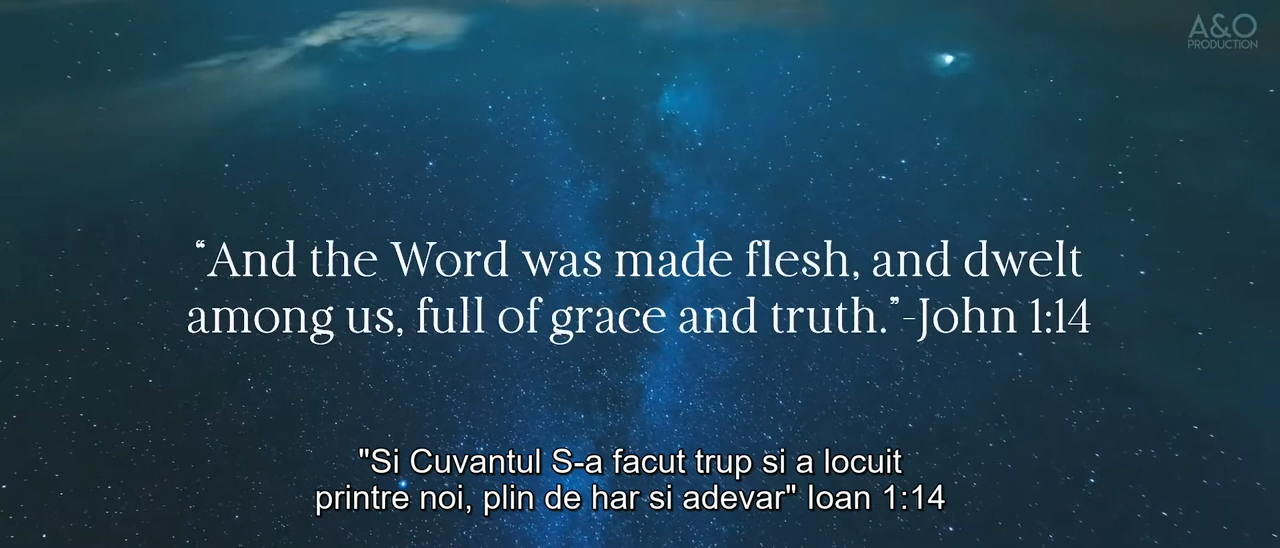 A&O
PRODUCTION
“And the Word was made flesh, and dwelt
among us, full of grace and truth.”-John 1:14
"Si Cuvantul S-a facut trup si a locuit
printre noi, plin de har si adevar" Ioan 1:14